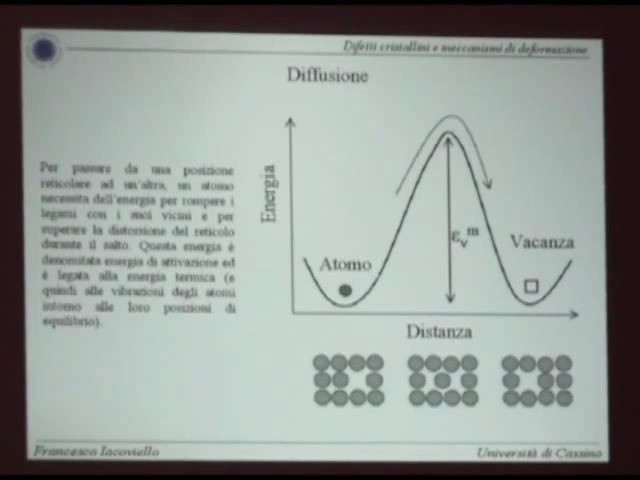 Difetti cristallini e meccanismi di deformazione
Diffusione
Per passare da una posizione
reticolare ad un'altra, un atomo
necessita dell'energia per rompere i
legami con i suoi vicini e per
superare la distorsione del reticolo
durante il salto. Questa energia è
denominata energia di attivazione ed
è legata alla energia termica (e
quindi alle vibrazioni degli atomi
intorno alle loro posizioni di
equilibrio).
Energia
Atomo
εvm
Vacanza
Distanza
Francesco Iacoviello
Università di Cassino